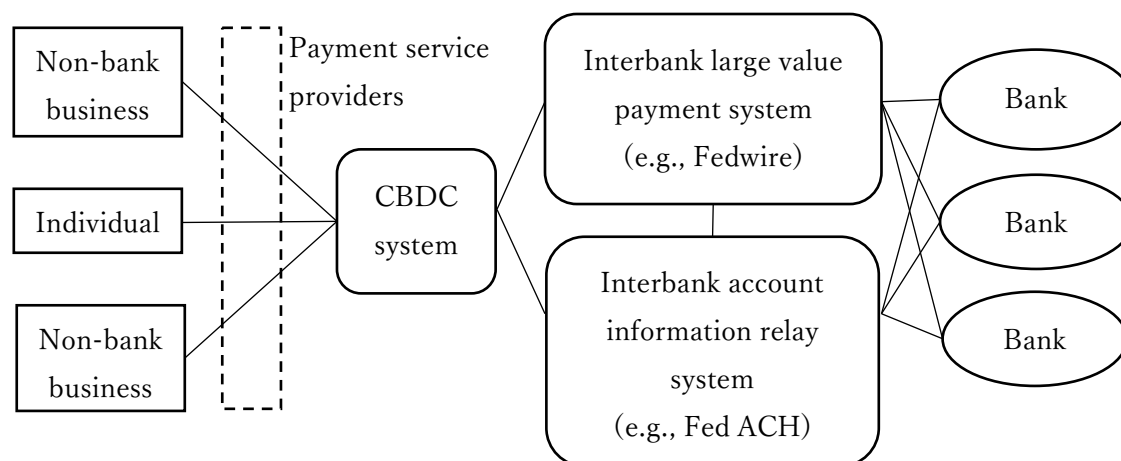 Non-bank
business
Payment service
providers
Individual
Non-bank
business
CBDC
system
Interbank large value
payment system
(e.g., Fedwire)
Interbank account
information relay
system
(e.g., Fed ACH)
Bank
Bank
Bank